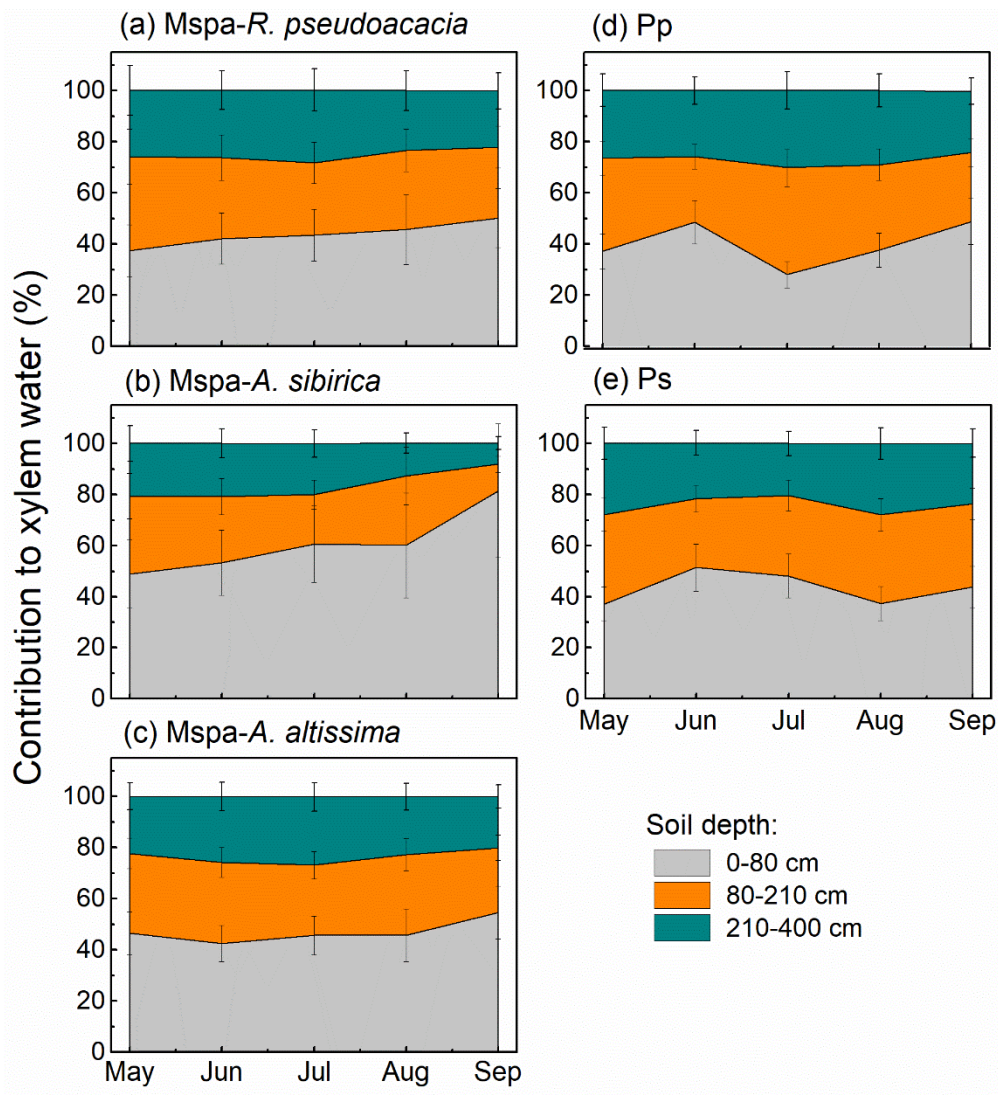 (a) Mspa-R. pseudoacacia
100
80
60
40
20
0
(b) Mspa-A. sibirica
100
80
60
40
20
0
(c) Mspa-A. altissima
100
80
60
40
20
0
May Jun Jul Aug Sep
Contribution to xylem water (%)
(d) Pp
100
80
60
40
20
0
(e) Ps
100
80
60
40
20
0
May Jun Jul Aug Sep
Soil depth:
0-80 cm
80-210 cm
210-400 cm